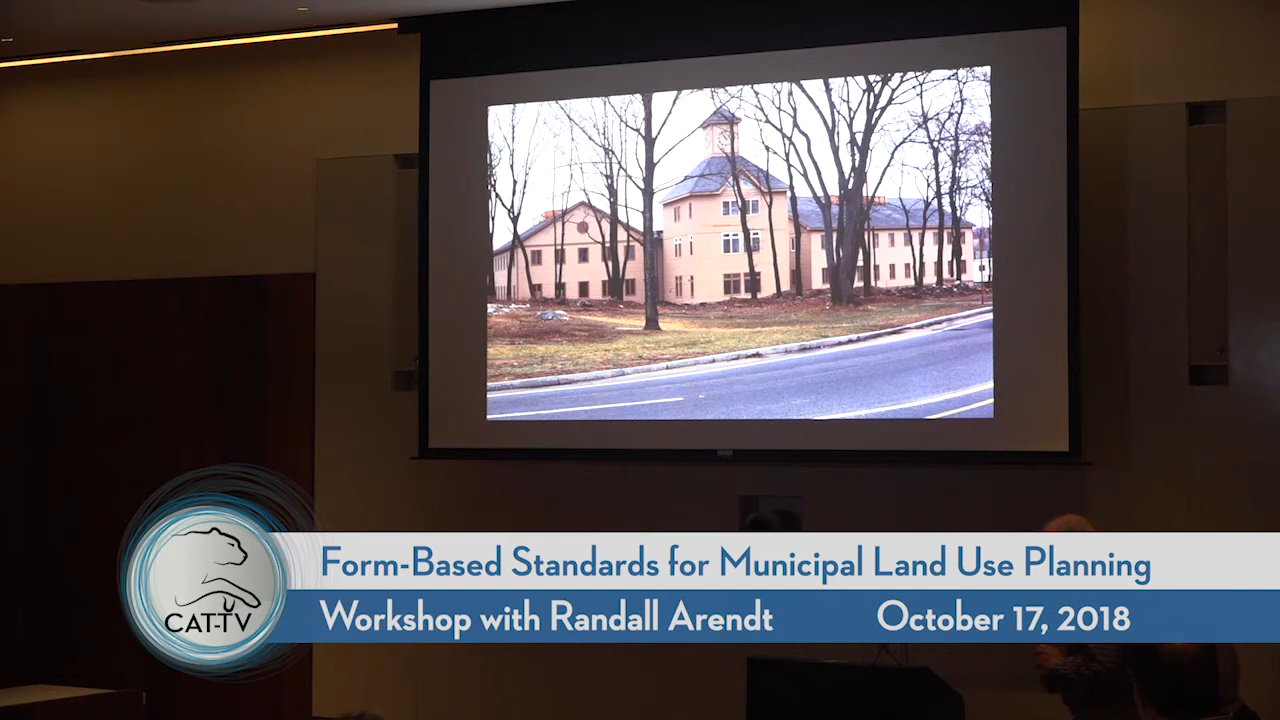 Form-Based Standards for Municipal Land Use Planning
Workshop with Randall Arendt October 17, 2018
CAT-TV